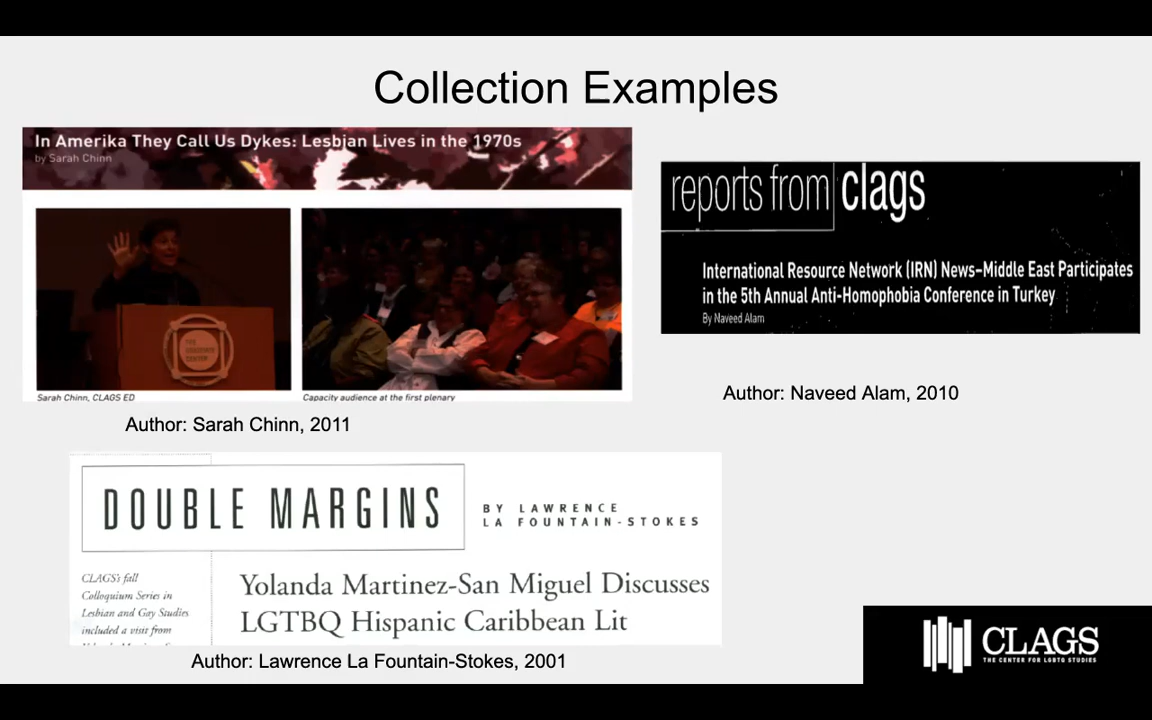 Collection Examples
In Amerika They Call Us Dykes: Lesbian Lives in the 1970s
by Sarah Chinn
THE GRADUATE CENTER
Sarah Chinn, CLAGS ED
Capacity audience at the first plenary
Author: Sarah Chinn, 2011
reports from clags
International Resource Network (IRN) News–Middle East Participates
in the 5th Annual Anti-Homophobia Conference in Turkey
By Naveed Alam
Author: Naveed Alam, 2010
DOUBLE MARGINS
BY LAWRENCE
LA FOUNTAIN-STOKES
CLAGS's fall
Colloquium Series in
Lesbian and Gay Studies
included a visit from
Yolanda Martinez-San Miguel Discusses
LGTBQ Hispanic Caribbean Lit
Author: Lawrence La Fountain-Stokes, 2001
CLAGS
THE CENTER FOR LGBTQ STUDIES